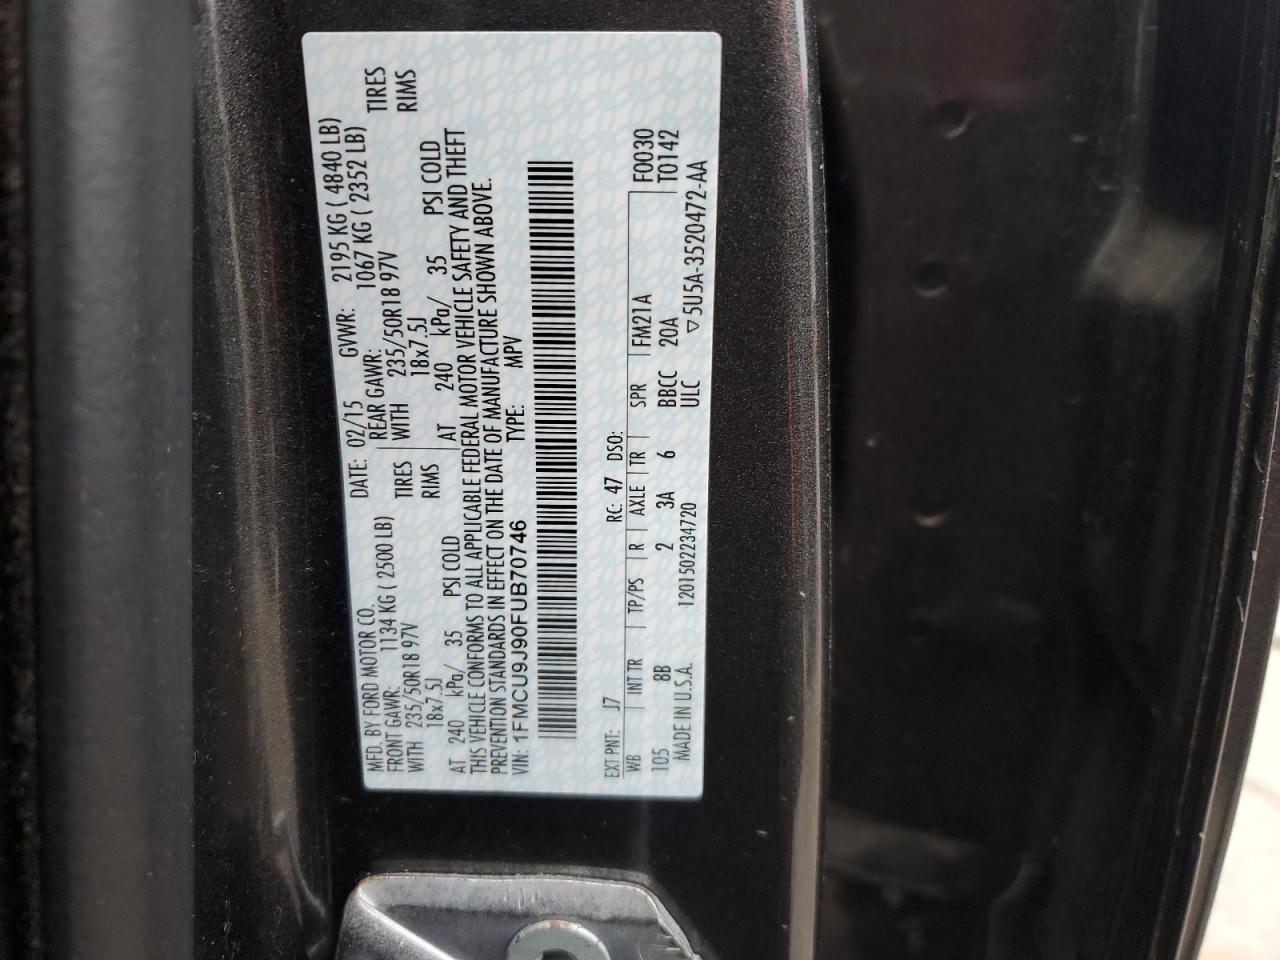 MFD. BY FORD MOTOR CO. DATE: 02/15 GVWR: 2195 KG ( 4840 LB)
FRONT GAWR: 1134 KG ( 2500 LB) REAR GAWR: 1067 KG ( 2352 LB)
WITH 235/50R18 97V TIRES WITH 235/50R18 97V TIRES
18x7.5J RIMS 18x7.5J RIMS
AT 240 kPa/ 35 PSI COLD AT 240 kPa/ 35 PSI COLD
THIS VEHICLE CONFORMS TO ALL APPLICABLE FEDERAL MOTOR VEHICLE SAFETY AND THEFT
PREVENTION STANDARDS IN EFFECT ON THE DATE OF MANUFACTURE SHOWN ABOVE.
VIN: 1FMCU9J90FUB70746 TYPE: MPV
EXT PNT: J7 RC: 47 DSO:
WB INT TR TP/PS R AXLE TR SPR FM21A F0030
105 8B 2 3A 6 BBCC 20A T0142
MADE IN U.S.A. 1201502234720 ULC ▽5U5A-3520472-AA